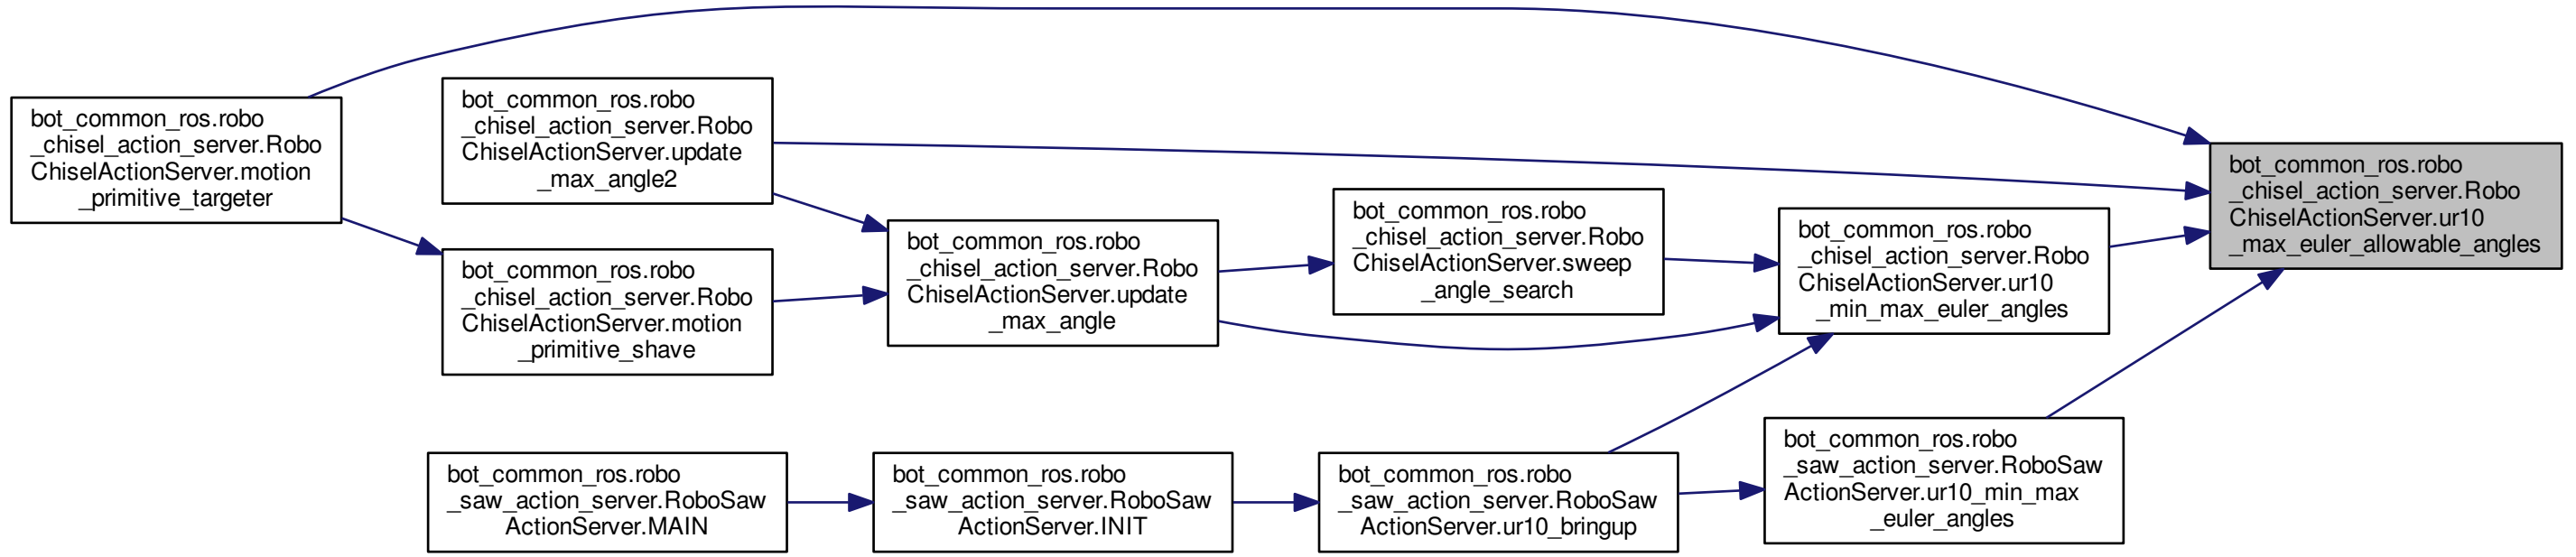 bot_common_ros.robo
_chisel_action_server.Robo
ChiselActionServer.motion
_primitive_targeter
bot_common_ros.robo
_chisel_action_server.Robo
ChiselActionServer.update
_max_angle2
bot_common_ros.robo
_chisel_action_server.Robo
ChiselActionServer.motion
_primitive_shave
bot_common_ros.robo
_saw_action_server.RoboSaw
ActionServer.MAIN
bot_common_ros.robo
_chisel_action_server.Robo
ChiselActionServer.update
_max_angle
bot_common_ros.robo
_saw_action_server.RoboSaw
ActionServer.INIT
bot_common_ros.robo
_chisel_action_server.Robo
ChiselActionServer.sweep
_angle_search
bot_common_ros.robo
_saw_action_server.RoboSaw
ActionServer.ur10_bringup
bot_common_ros.robo
_chisel_action_server.Robo
ChiselActionServer.ur10
_min_max_euler_angles
bot_common_ros.robo
_saw_action_server.RoboSaw
ActionServer.ur10_min_max
_euler_angles
bot_common_ros.robo
_chisel_action_server.Robo
ChiselActionServer.ur10
_max_euler_allowable_angles